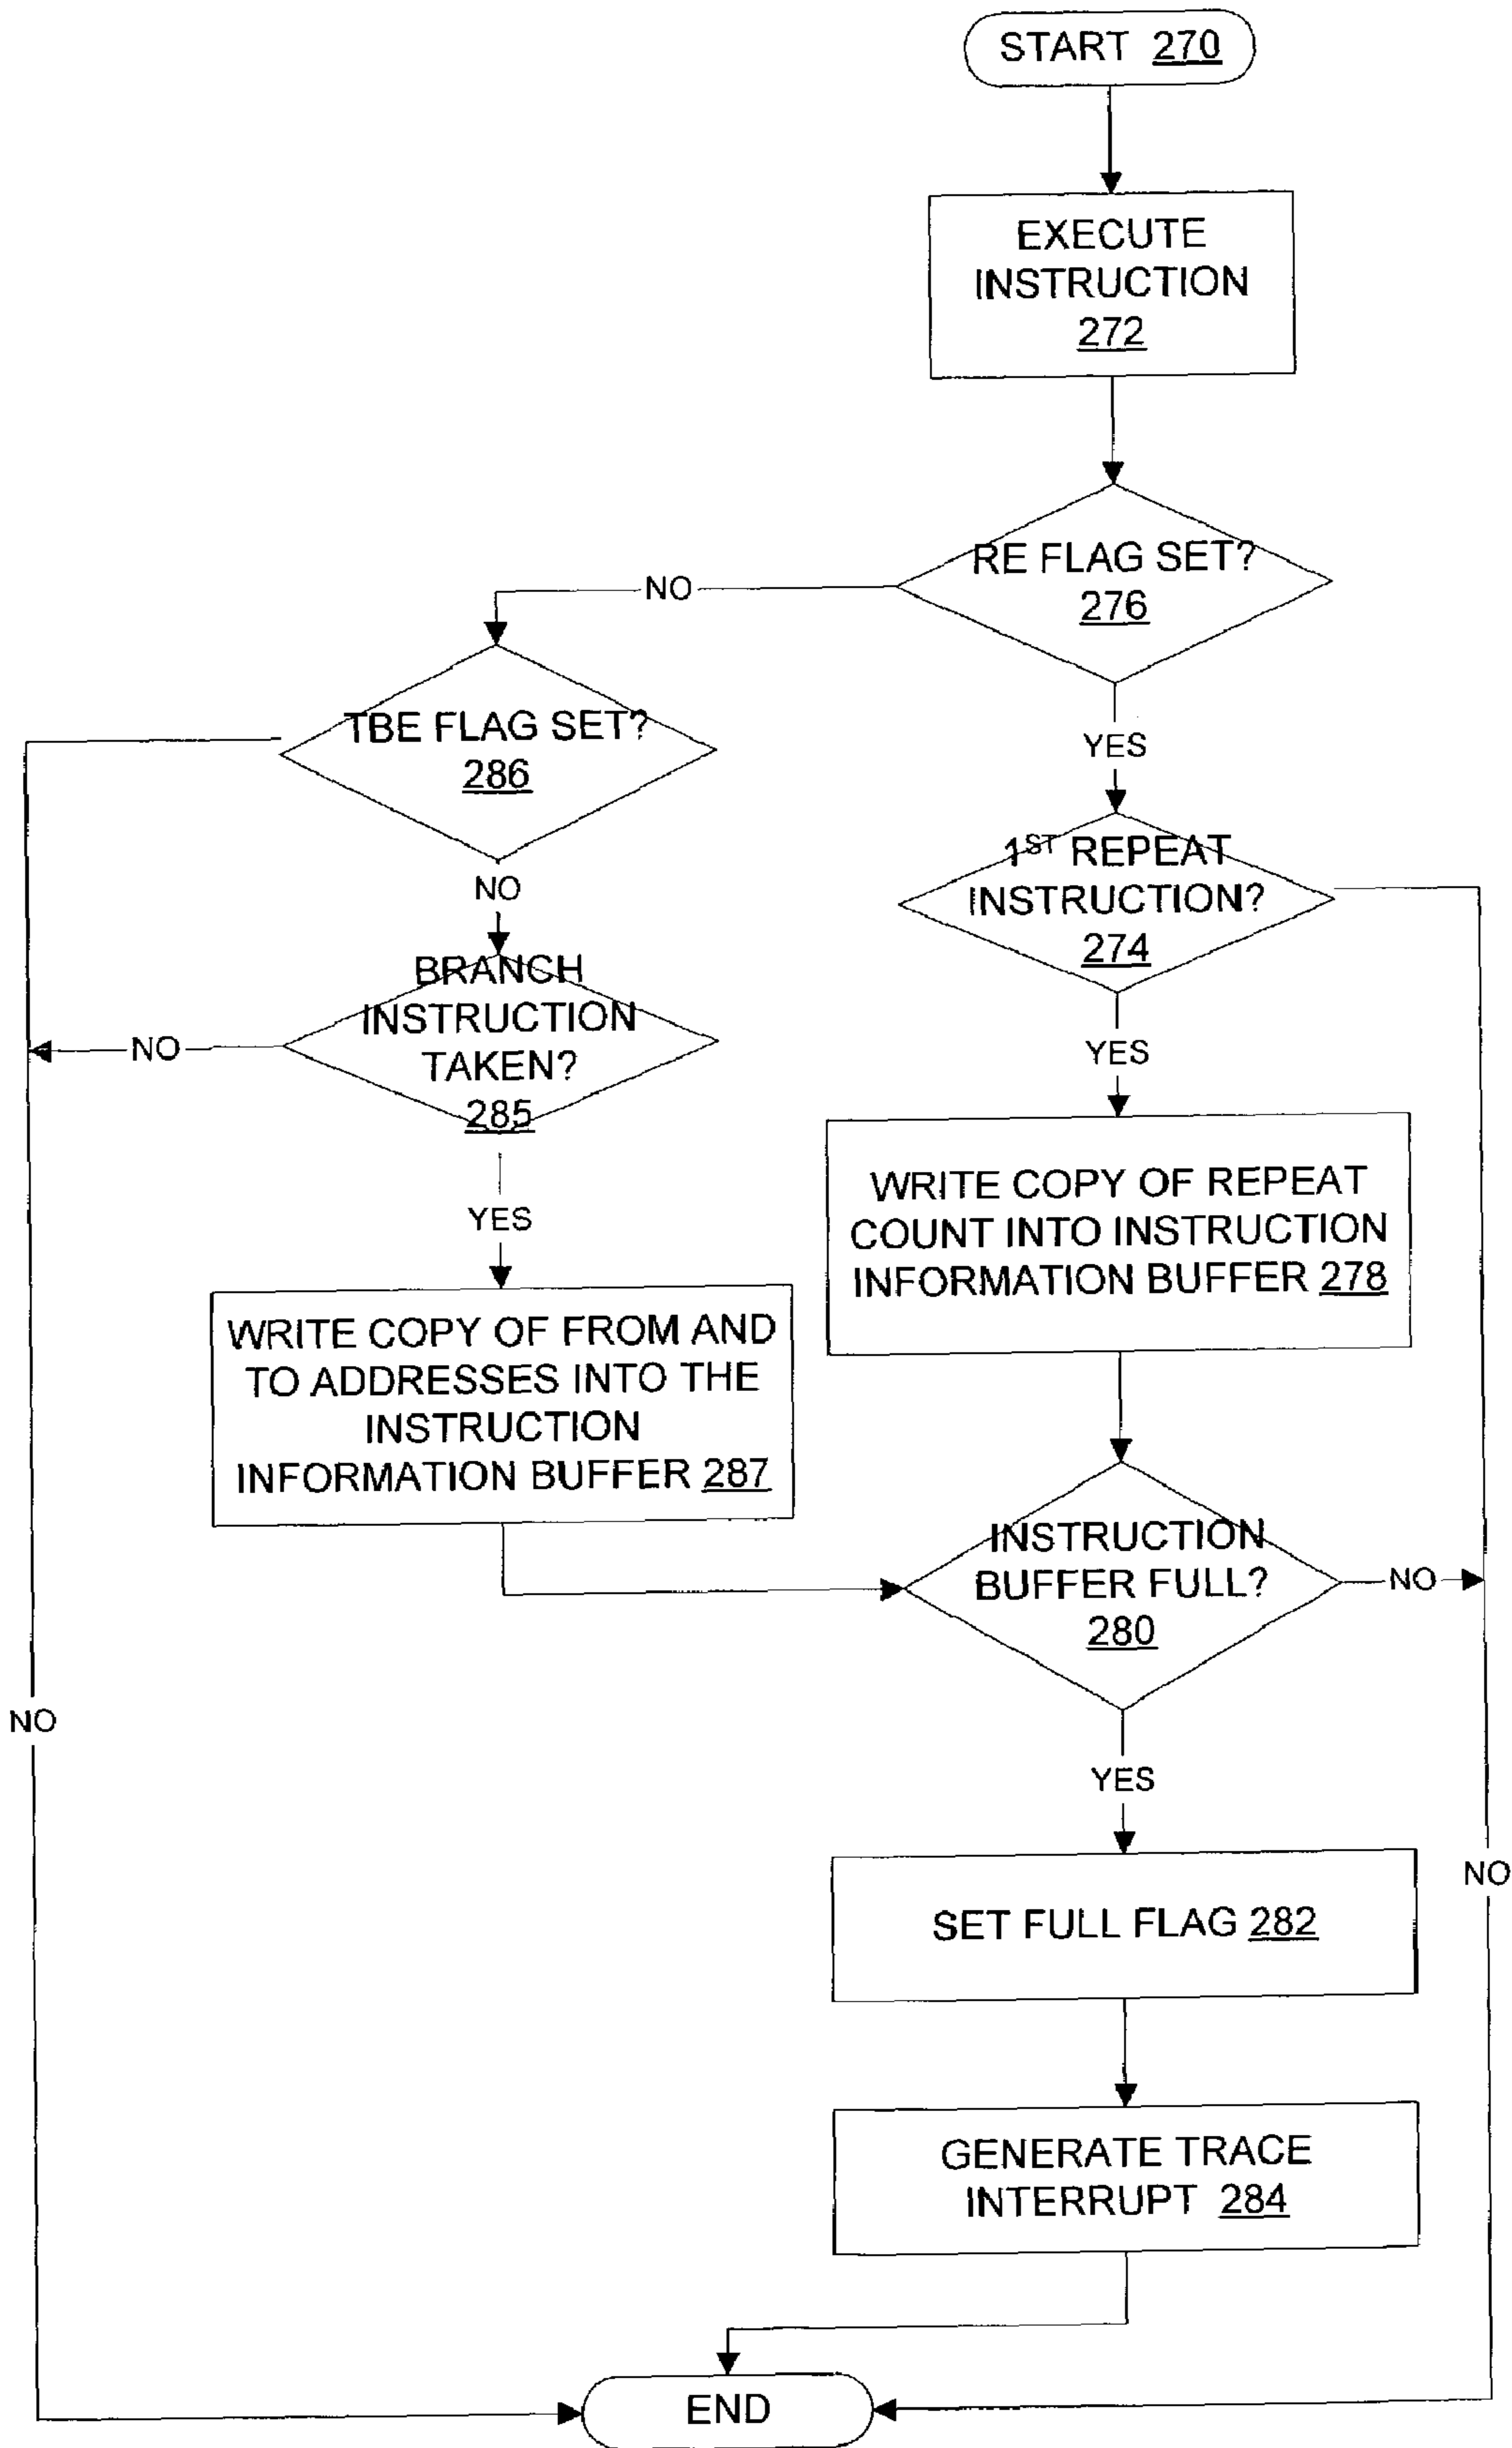 START 270
EXECUTE
INSTRUCTION
272
RE FLAG SET?
276
NO
TBE FLAG SET?
286
YES
1ST REPEAT
INSTRUCTION?
274
NO
BRANCH
INSTRUCTION
TAKEN?
285
NO
YES
WRITE COPY OF REPEAT
COUNT INTO INSTRUCTION
INFORMATION BUFFER 278
YES
WRITE COPY OF FROM AND
TO ADDRESSES INTO THE
INSTRUCTION
INFORMATION BUFFER 287
INSTRUCTION
BUFFER FULL?
280
NO
NO
YES
NO
SET FULL FLAG 282
GENERATE TRACE
INTERRUPT 284
END